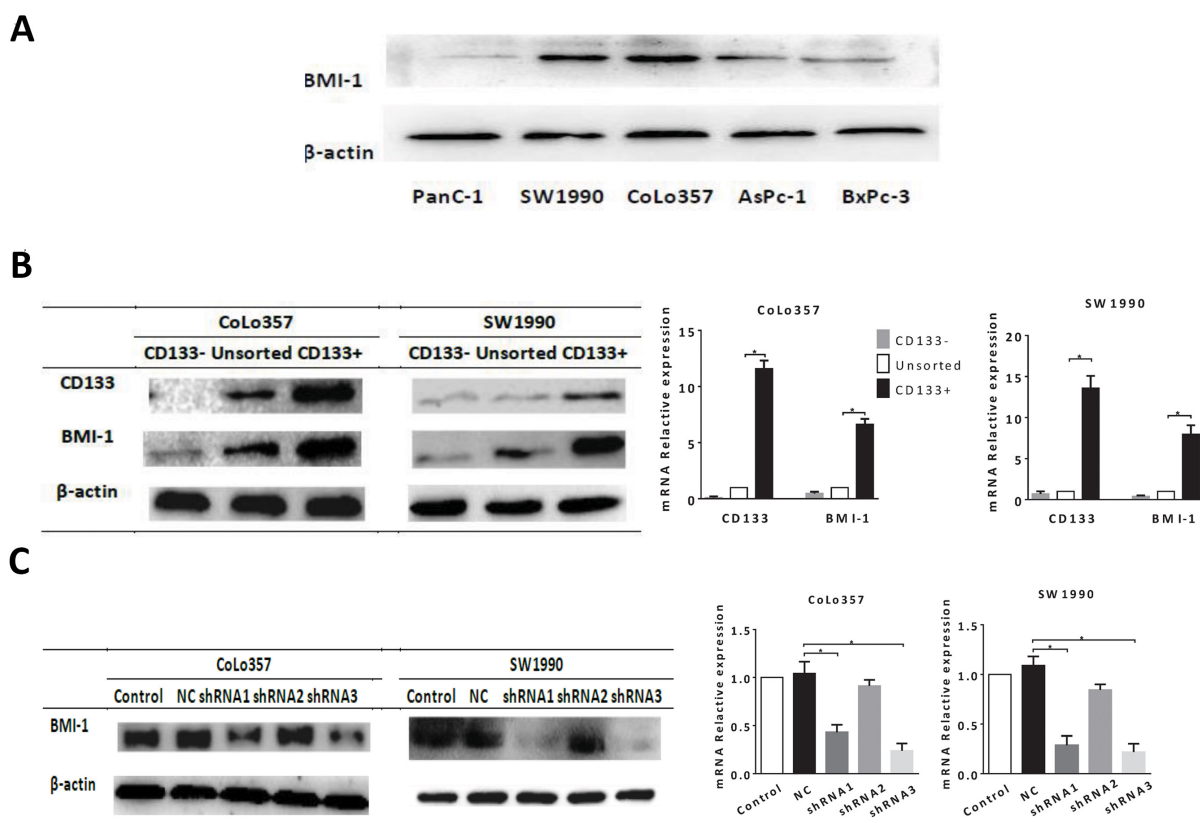 A
BMI-1
β-actin
PanC-1 SW1990 CoLo357 AsPc-1 BxPc-3
B
CoLo357 SW1990
CD133- Unsorted CD133+ CD133- Unsorted CD133+
CD133
BMI-1
β-actin
CoLo357
mRNA Relactive expression
15
10
5
0
CD133 BMI-1
* *
CD133-
Unsorted
CD133+
SW1990
mRNA Relactive expression
20
15
10
5
0
CD133 BMI-1
* *
C
CoLo357 SW1990
Control NC shRNA1 shRNA2 shRNA3 Control NC shRNA1 shRNA2 shRNA3
BMI-1
β-actin
CoLo357
mRNA Relactive expression
1.5
1.0
0.5
0.0
* *
Control NC shRNA1 shRNA2 shRNA3
SW1990
mRNA Relactive expression
1.5
1.0
0.5
0.0
* *
Control NC shRNA1 shRNA2 shRNA3